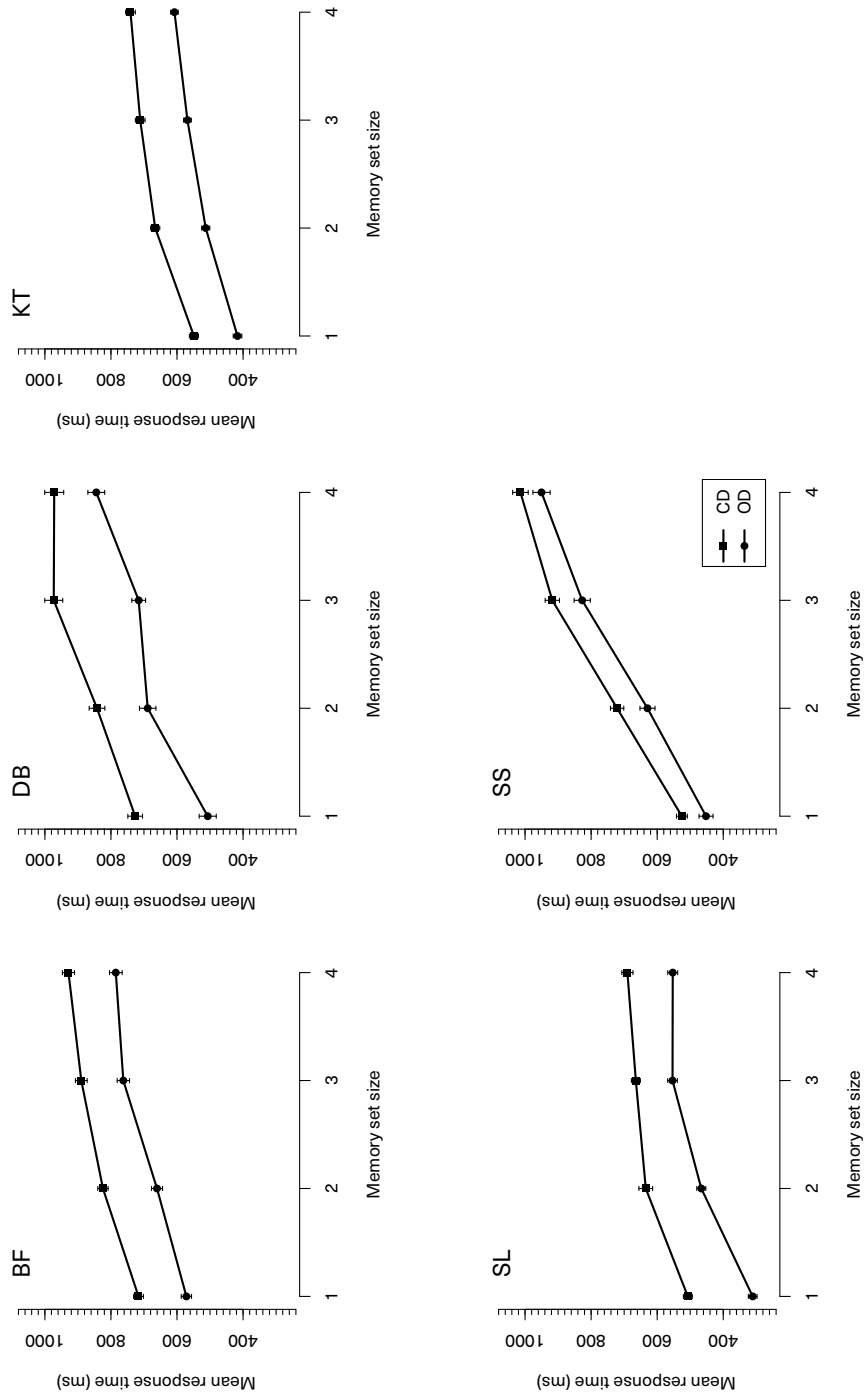 BF
Mean response time (ms)
1000
800
600
400
1 2 3 4
Memory set size
DB
Mean response time (ms)
1000
800
600
400
1 2 3 4
Memory set size
KT
Mean response time (ms)
1000
800
600
400
1 2 3 4
Memory set size
SL
Mean response time (ms)
1000
800
600
400
1 2 3 4
Memory set size
SS
Mean response time (ms)
1000
800
600
400
1 2 3 4
Memory set size
CD
OD